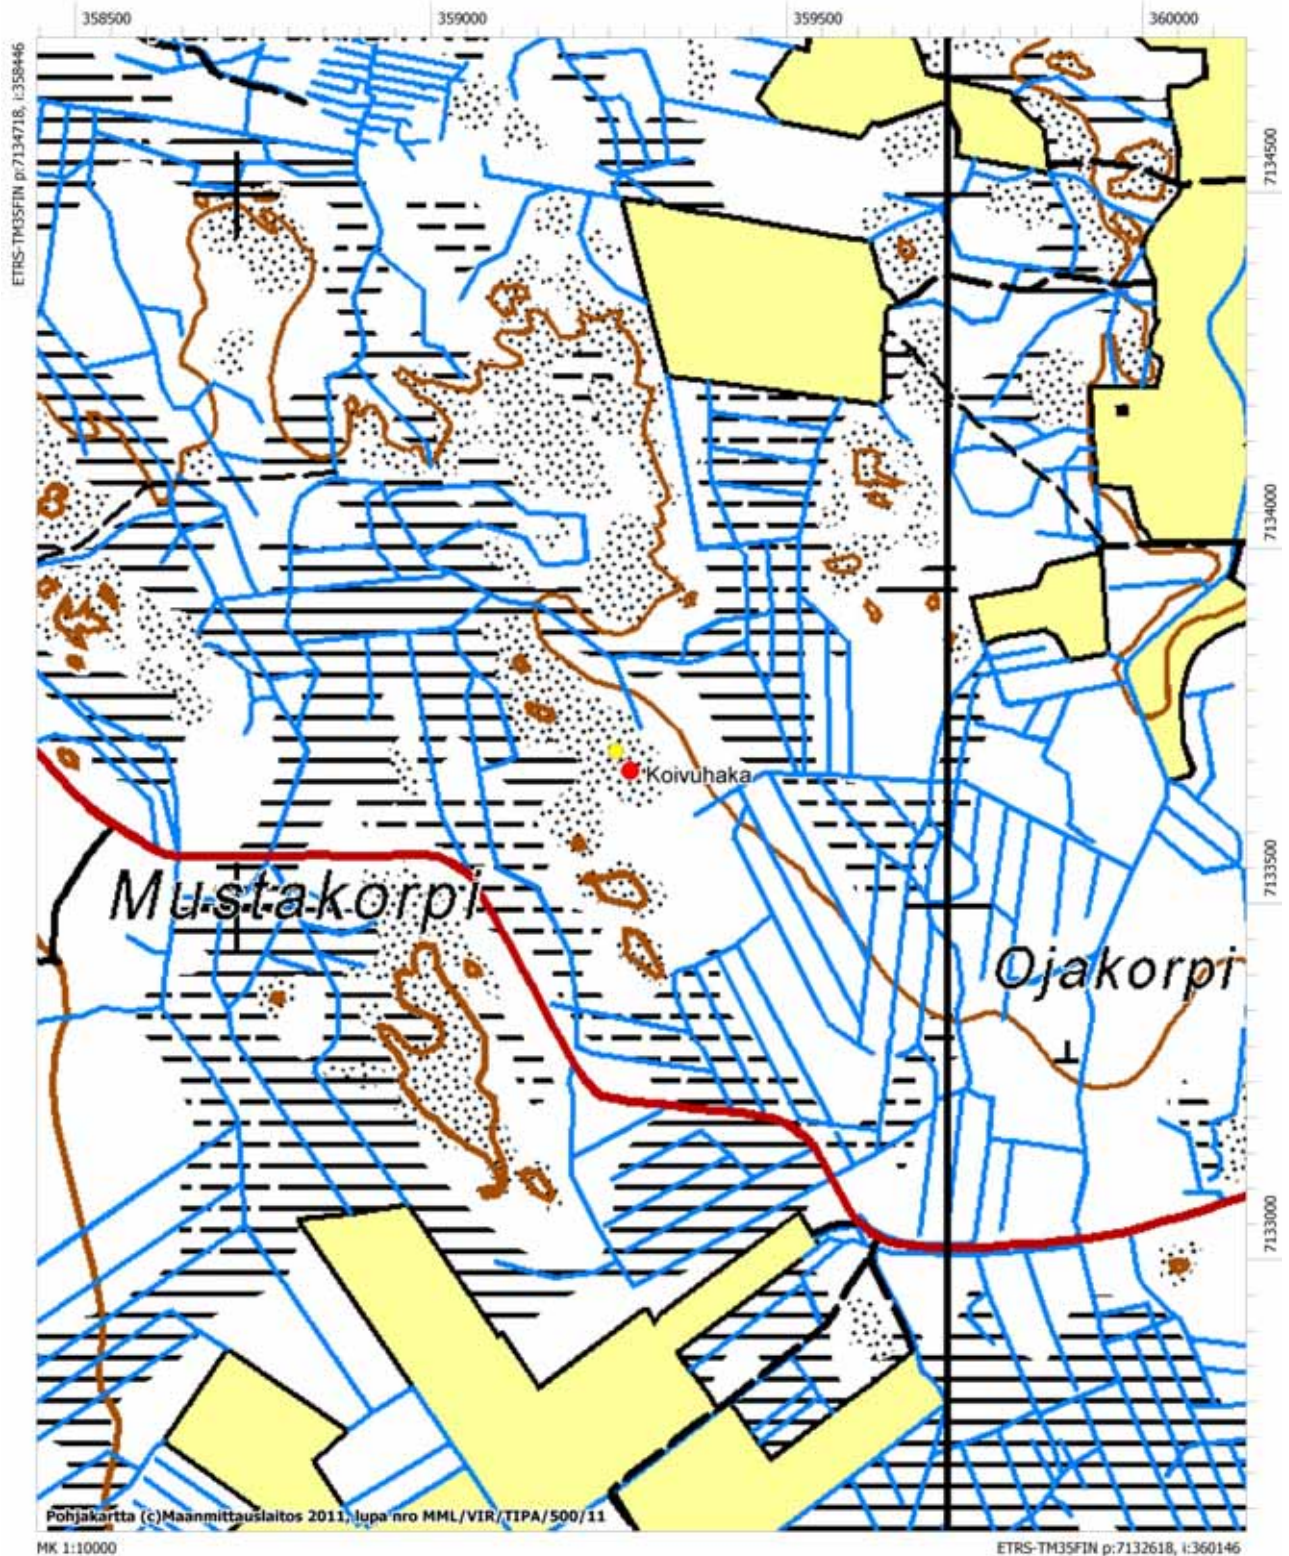 358500 359000 359500 360000
ETRS-TM35FIN p:7134718, i:358446
7134500
7134000
Koivuhaka
7133500
Mustakorpi
Ojakorpi
7133000
Pohjakartta (c)Maanmittauslaitos 2011, lupa nro MML/VIR/TIPA/500/11
MK 1:10000 ETRS-TM35FIN p:7132618, i:360146